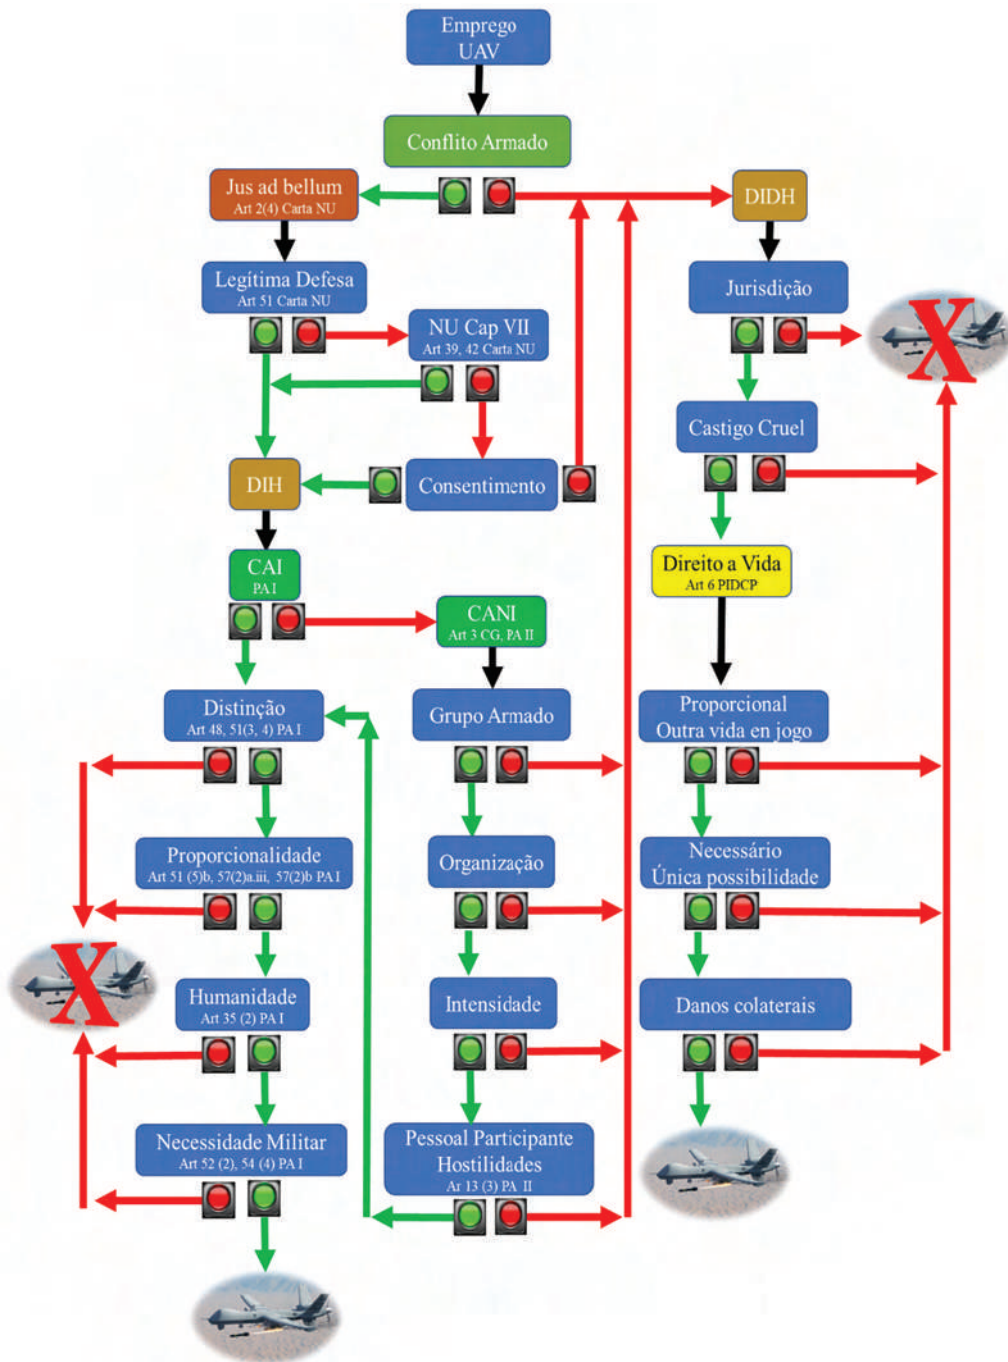 Emprego
UAV
Conflito Armado
Jus ad bellum
Art 2(4) Carta NU
DIDH
Legítima Defesa
Art 51 Carta NU
Jurisdição
NU Cap VII
Art 39, 42 Carta NU
X
Castigo Cruel
DIH
Consentimento
CAI
PA I
Direito a Vida
Art 6 PIDCP
CANI
Art 3 CG, PA II
Distinção
Art 48, 51(3, 4) PA I
Grupo Armado
Proporcional
Outra vida en jogo
Proporcionalidade
Art 51 (5)b, 57(2)a.iii, 57(2)b PA I
Organização
Necessário
Única possibilidade
X
Humanidade
Art 35 (2) PA I
Intensidade
Danos colaterais
Necessidade Militar
Art 52 (2), 54 (4) PA I
Pessoal Participante
Hostilidades
Ar 13 (3) PA II